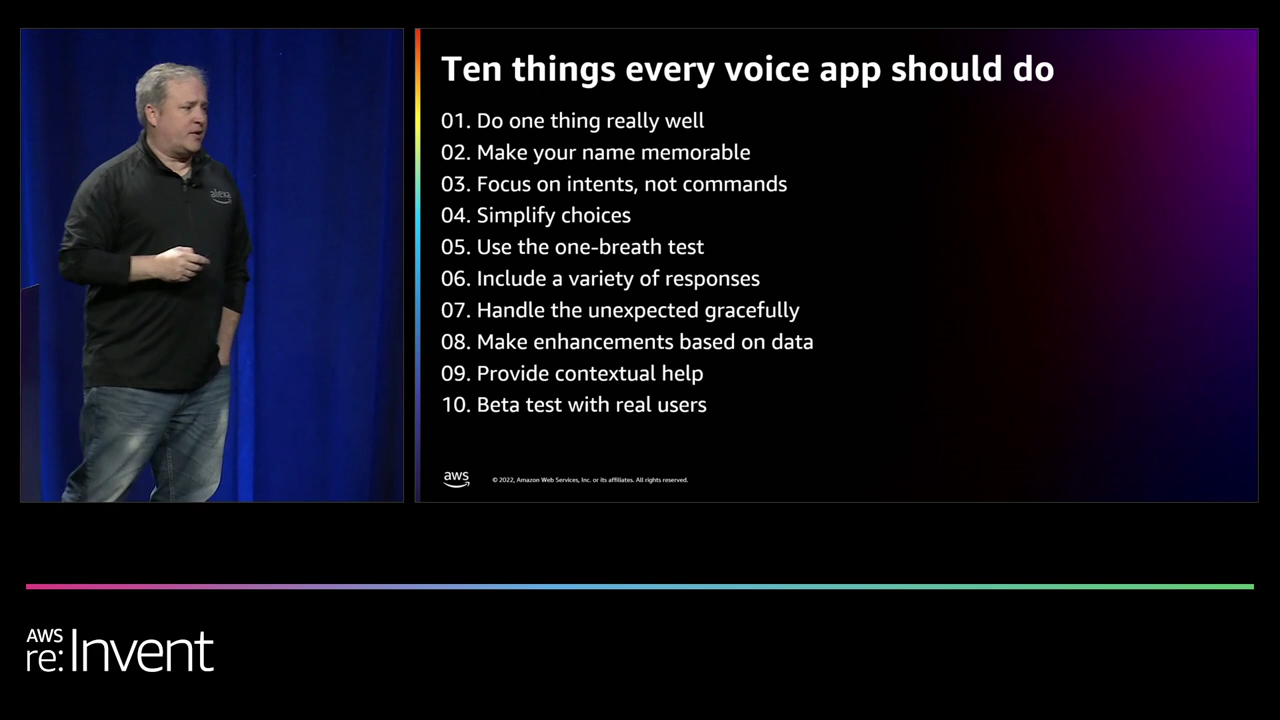 alexa
Ten things every voice app should do
01. Do one thing really well
02. Make your name memorable
03. Focus on intents, not commands
04. Simplify choices
05. Use the one-breath test
06. Include a variety of responses
07. Handle the unexpected gracefully
08. Make enhancements based on data
09. Provide contextual help
10. Beta test with real users
aws
© 2022, Amazon Web Services, Inc. or its affiliates. All rights reserved.
AWS
re:Invent